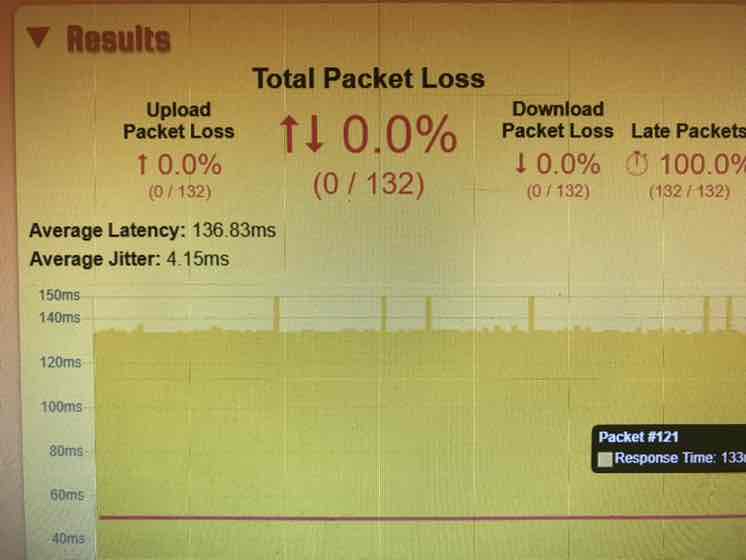 ▼ Results
Total Packet Loss
Upload
Packet Loss
↑ 0.0%
(0 / 132)
↑↓ 0.0%
(0 / 132)
Download
Packet Loss
↓ 0.0%
(0 / 132)
Late Packets
⏱ 100.0%
(132 / 132)
Average Latency: 136.83ms
Average Jitter: 4.15ms
150ms
140ms
120ms
100ms
80ms
60ms
40ms
Packet #121
Response Time: 133